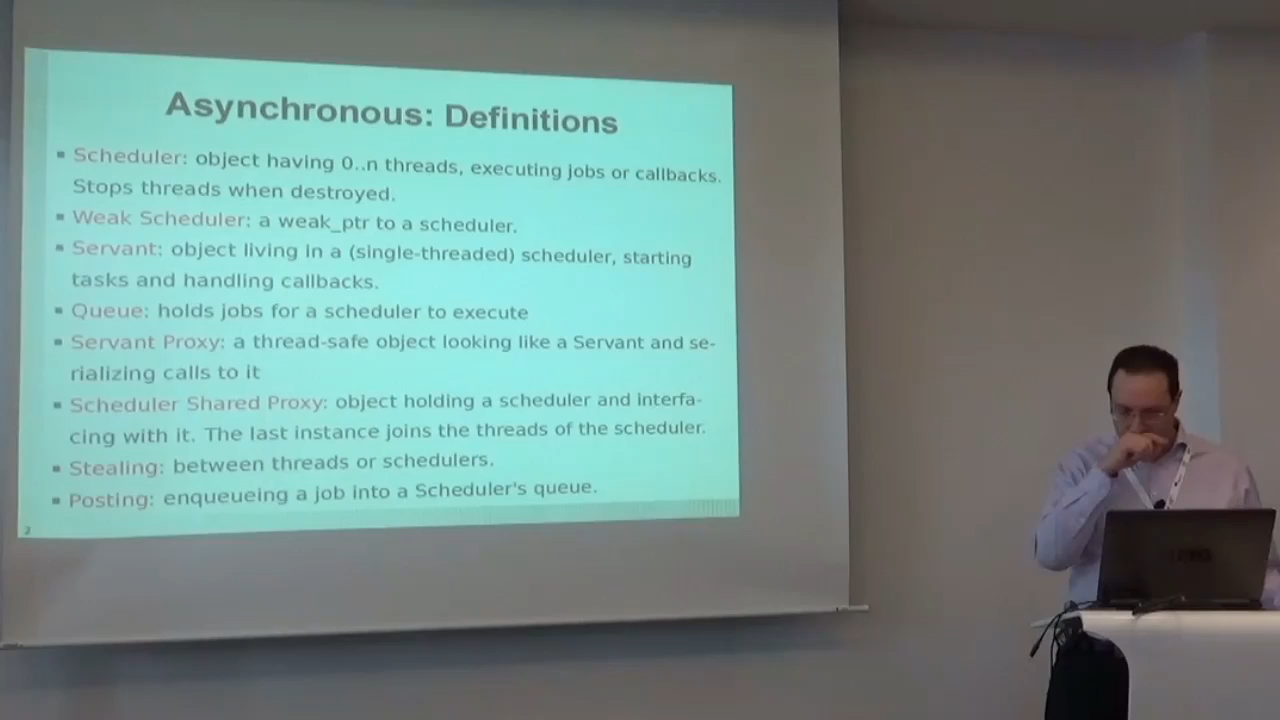 Asynchronous: Definitions
▪ Scheduler: object having 0..n threads, executing jobs or callbacks.
Stops threads when destroyed.
▪ Weak Scheduler: a weak_ptr to a scheduler.
▪ Servant: object living in a (single-threaded) scheduler, starting
tasks and handling callbacks.
▪ Queue: holds jobs for a scheduler to execute
▪ Servant Proxy: a thread-safe object looking like a Servant and se-
rializing calls to it
▪ Scheduler Shared Proxy: object holding a scheduler and interfa-
cing with it. The last instance joins the threads of the scheduler.
▪ Stealing: between threads or schedulers.
▪ Posting: enqueueing a job into a Scheduler's queue.
2